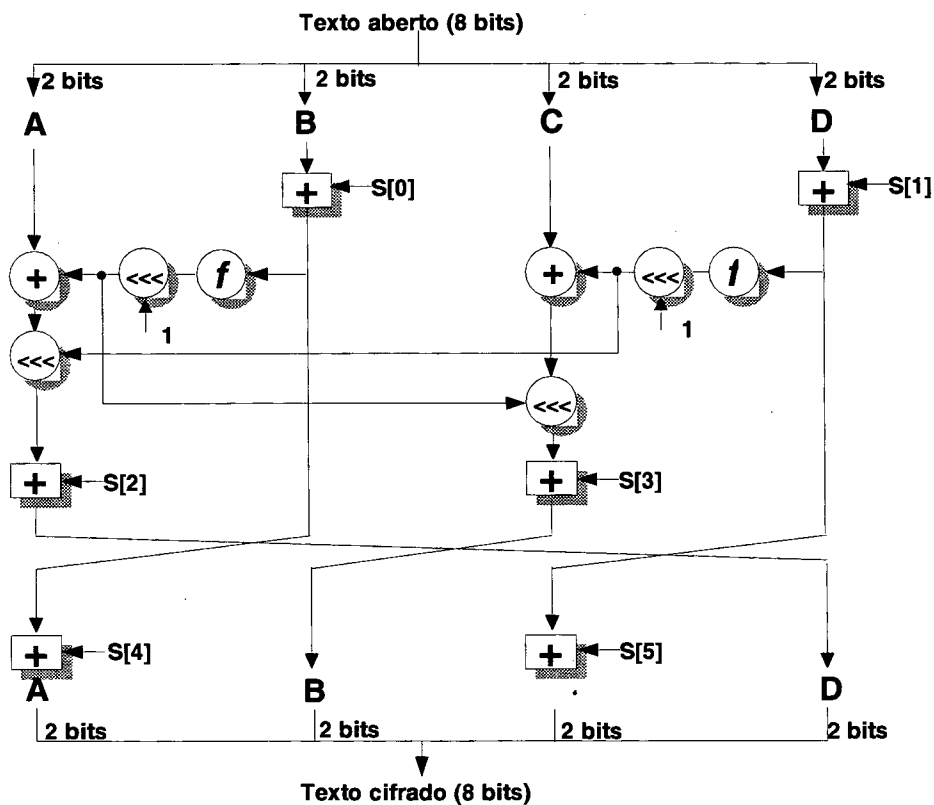 Texto aberto (8 bits)
2 bits 2 bits 2 bits 2 bits
A B C D
+ S[0] + S[1]
+ <<< f + <<< f
1 1
<<<
<<<
+ S[2] + S[3]
+ S[4] + S[5]
A B D
2 bits 2 bits 2 bits 2 bits
Texto cifrado (8 bits)